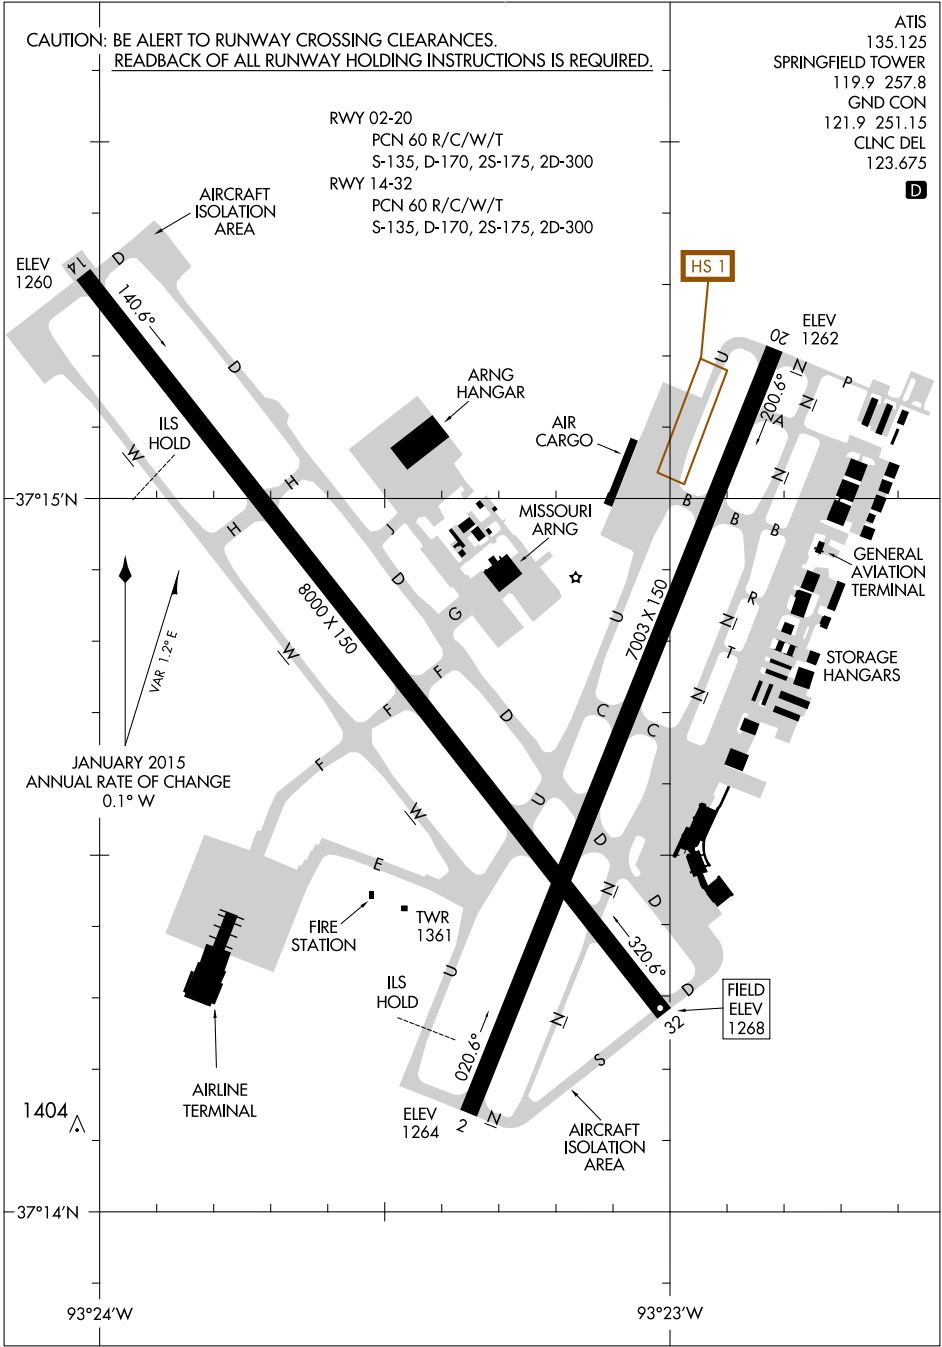 CAUTION: BE ALERT TO RUNWAY CROSSING CLEARANCES.
READBACK OF ALL RUNWAY HOLDING INSTRUCTIONS IS REQUIRED.
ATIS
135.125
SPRINGFIELD TOWER
119.9 257.8
GND CON
121.9 251.15
CLNC DEL
123.675
D
RWY 02-20
PCN 60 R/C/W/T
S-135, D-170, 2S-175, 2D-300
RWY 14-32
PCN 60 R/C/W/T
S-135, D-170, 2S-175, 2D-300
AIRCRAFT
ISOLATION
AREA
ELEV
1260
14
D
140.6°
HS 1
ELEV
1262
20
U
N
P
200.6°
N
A
D
ARNG
HANGAR
AIR
CARGO
ILS
HOLD
W
H
H
N
37°15'N
B
B
B
MISSOURI
ARNG
J
D
G
GENERAL
AVIATION
TERMINAL
8000 X 150
7003 X 150
U
R
N
T
N
STORAGE
HANGARS
VAR 1.2° E
W
F
F
D
C
C
JANUARY 2015
ANNUAL RATE OF CHANGE
0.1° W
F
W
U
D
E
N
D
FIRE
STATION
TWR
1361
320.6°
U
ILS
HOLD
D
FIELD
ELEV
1268
32
N
020.6°
S
AIRLINE
TERMINAL
1404
ELEV
1264
2
N
AIRCRAFT
ISOLATION
AREA
37°14'N
93°24'W
93°23'W